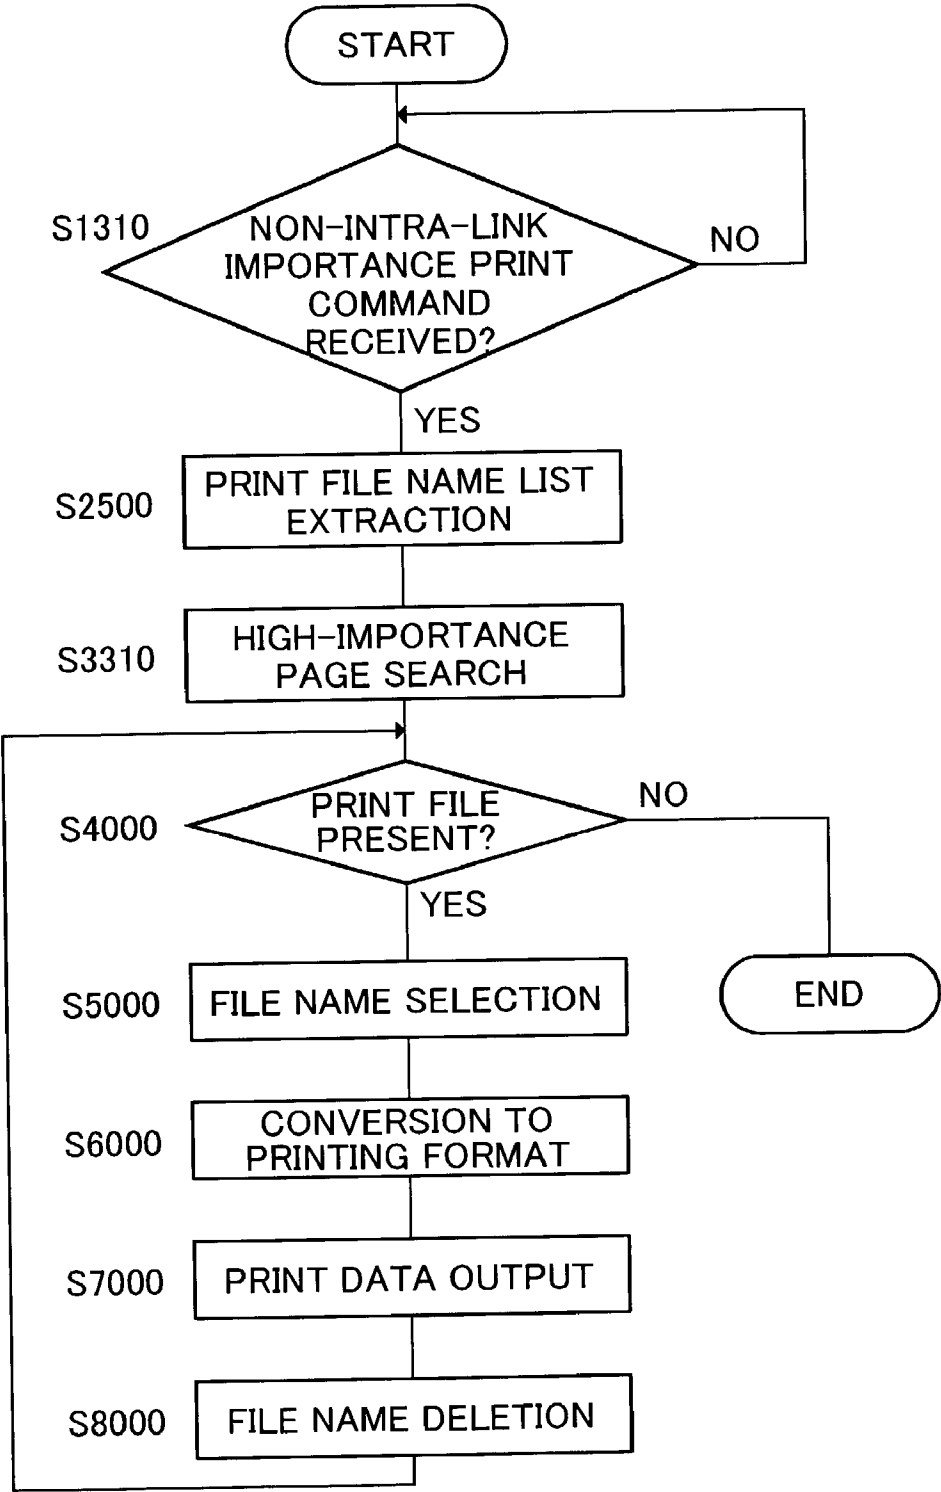 START
S1310
NON-INTRA-LINK
IMPORTANCE PRINT
COMMAND
RECEIVED?
NO
YES
S2500
PRINT FILE NAME LIST
EXTRACTION
S3310
HIGH-IMPORTANCE
PAGE SEARCH
S4000
PRINT FILE
PRESENT?
NO
YES
S5000
FILE NAME SELECTION
END
S6000
CONVERSION TO
PRINTING FORMAT
S7000
PRINT DATA OUTPUT
S8000
FILE NAME DELETION